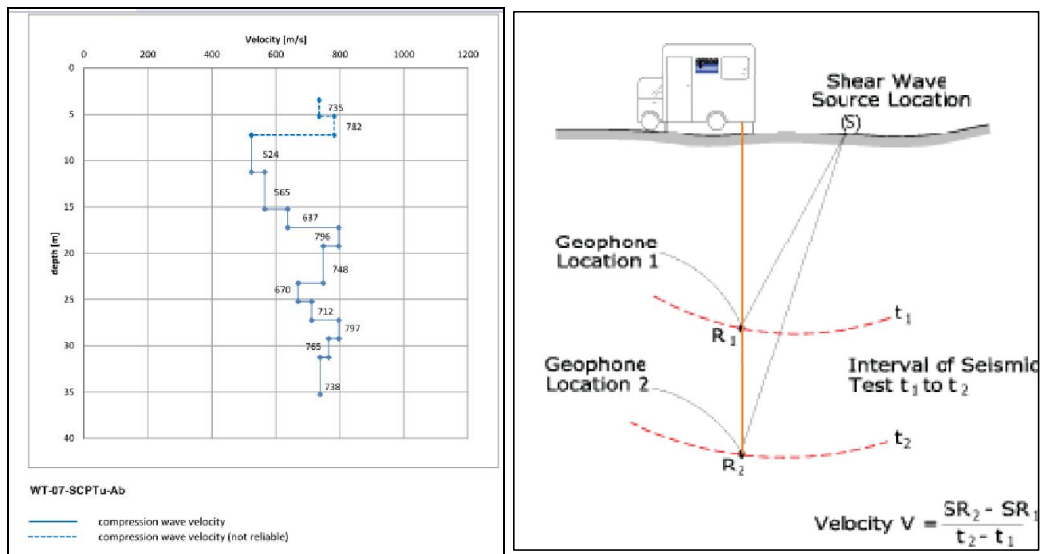 Velocity [m/s]
0 200 400 600 800 1000 1200
0
5
10
15
20
25
30
35
40
depth [m]
735
782
524
565
637
796
748
670
712
797
765
738
WT-07-SCPTu-Ab
compression wave velocity
compression wave velocity (not reliable)
Shear Wave
Source Location
(S)
Geophone
Location 1
R1
t1
Geophone
Location 2
Interval of Seismic
Test t1 to t2
R2
t2
Velocity V = SR2 - SR1
t2 - t1